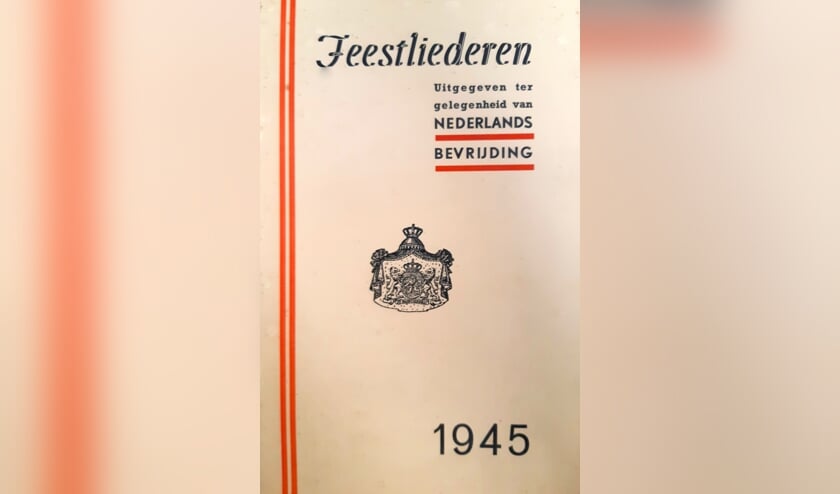 Feestliederen
Uitgegeven ter
gelegenheid van
NEDERLANDS
BEVRIJDING
1945